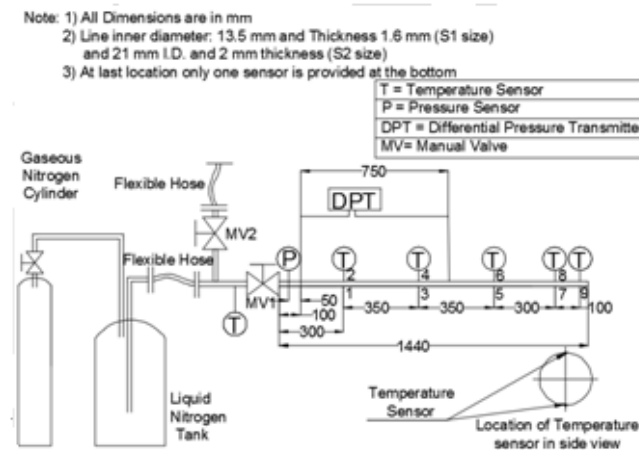 Note: 1) All Dimensions are in mm
2) Line inner diameter: 13.5 mm and Thickness 1.6 mm (S1 size)
and 21 mm I.D. and 2 mm thickness (S2 size)
3) At last location only one sensor is provided at the bottom
T = Temperature Sensor
P = Pressure Sensor
DPT = Differential Pressure Transmitte
MV= Manual Valve
Gaseous
Nitrogen
Cylinder
Flexible Hose
750
DPT
MV2
Flexible Hose
P T T T T T
2 4 6 8
MV1 50 1 3 5 7 9
100 350 350 300 100
T 300
1440
Liquid
Nitrogen
Tank
Temperature
Sensor
Location of Temperature
sensor in side view